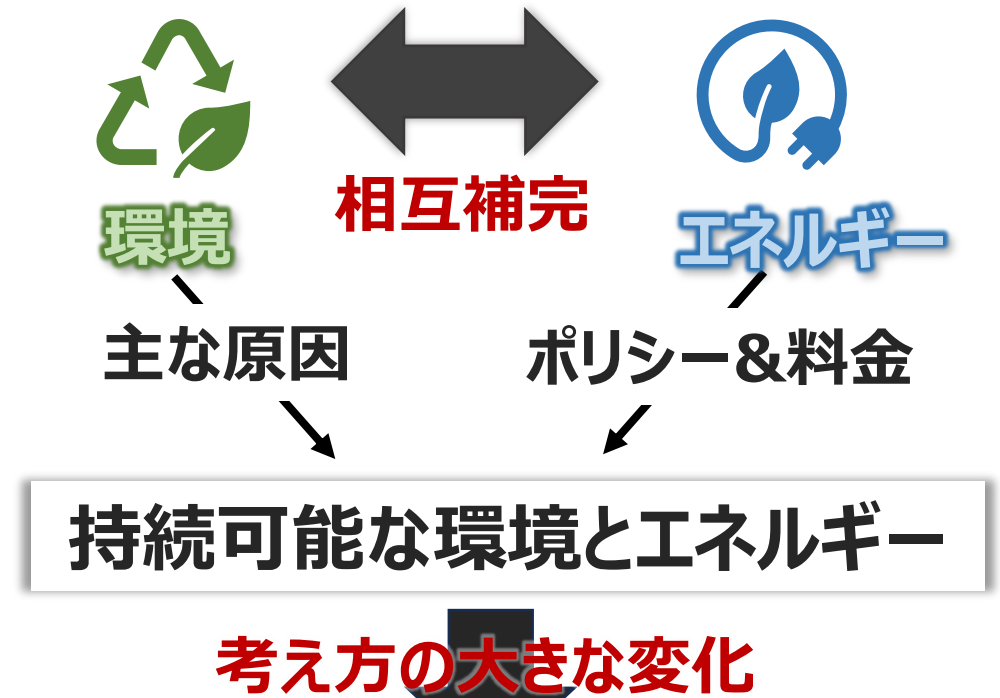 相互補完
環境
エネルギー
主な原因
ポリシー＆料金
持続可能な環境とエネルギー
考え方の大きな変化